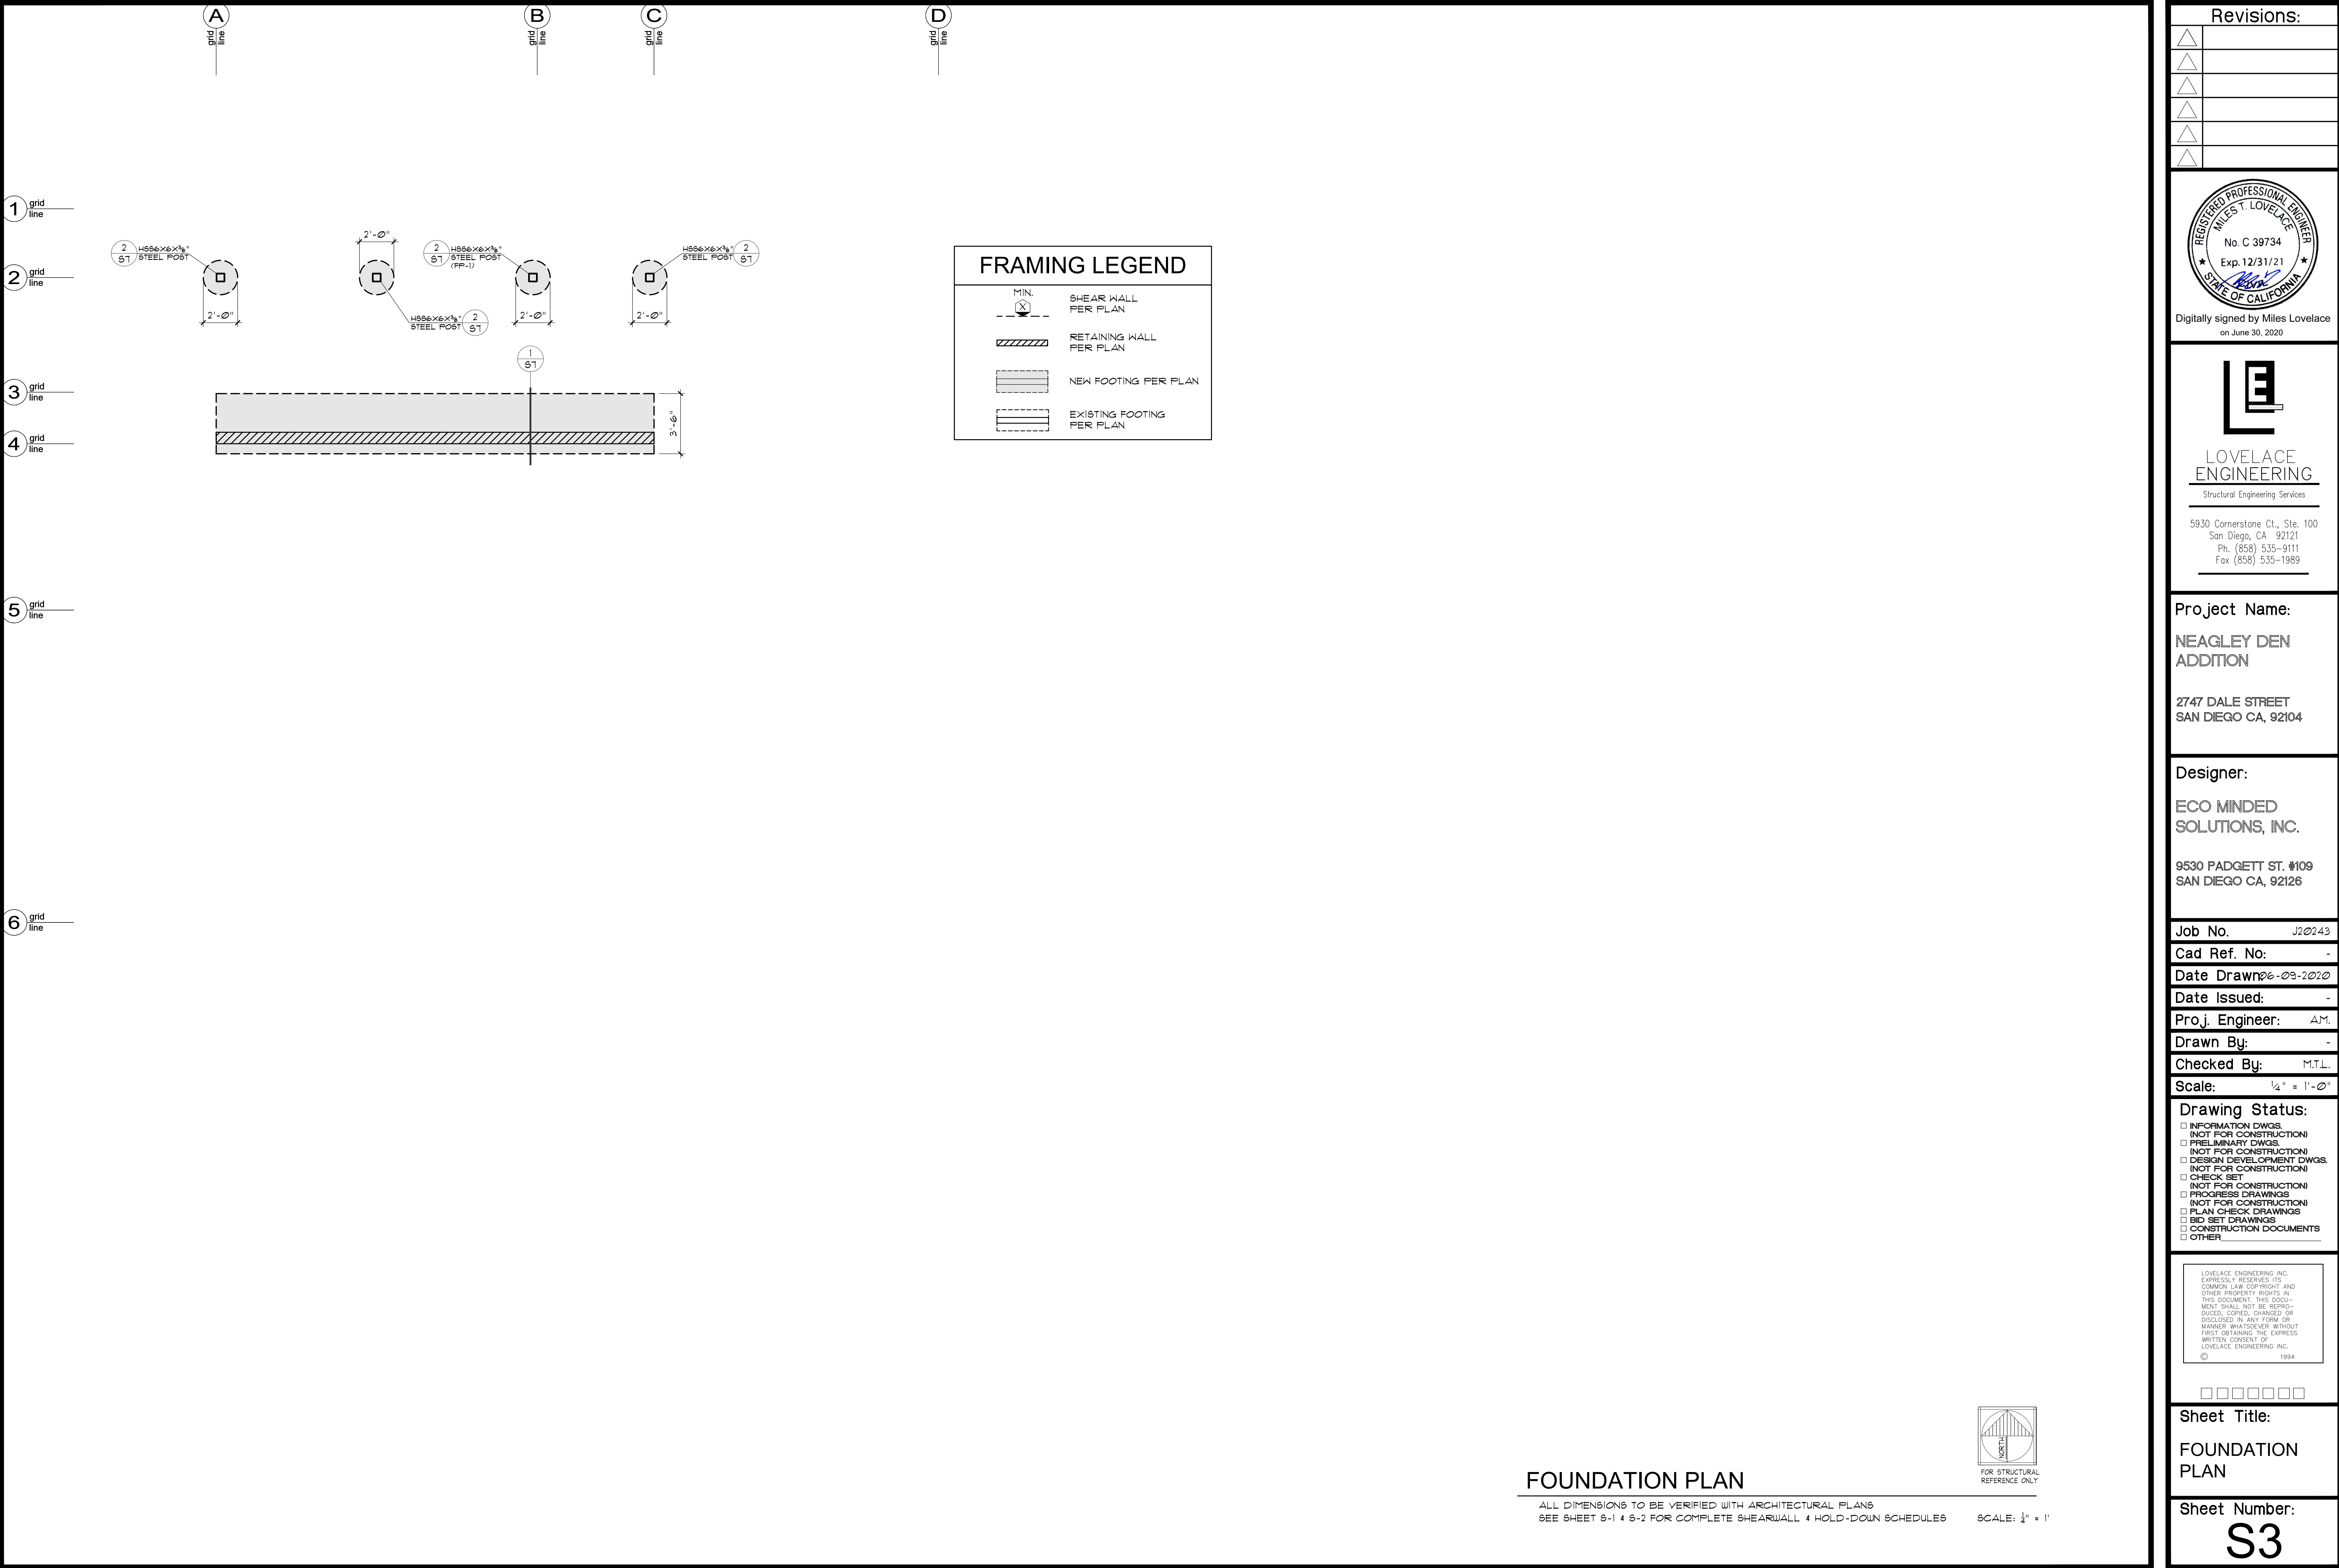 A
grid
line
B
grid
line
C
grid
line
D
grid
line
1 grid
line
2 grid
line
3 grid
line
4 grid
line
5 grid
line
6 grid
line
2
S7
HSS6X6X3/8"
STEEL POST
2'-0"
2'-0"
HSS6X6X3/8"
STEEL POST
2
S7
2
S7
HSS6X6X3/8"
STEEL POST
(FP-1)
2'-0"
HSS6X6X3/8"
STEEL POST
2
S7
2'-0"
1
S7
3'-6"
FRAMING LEGEND
MIN.
X
SHEAR WALL
PER PLAN
RETAINING WALL
PER PLAN
NEW FOOTING PER PLAN
EXISTING FOOTING
PER PLAN
NORTH
FOR STRUCTURAL
REFERENCE ONLY
FOUNDATION PLAN
ALL DIMENSIONS TO BE VERIFIED WITH ARCHITECTURAL PLANS
SEE SHEET S-1 & S-2 FOR COMPLETE SHEARWALL & HOLD-DOWN SCHEDULES SCALE: 1/4" = 1'
Revisions:
REGISTERED PROFESSIONAL ENGINEER
MILES T. LOVELACE
No. C 39734
Exp. 12/31/21
STATE OF CALIFORNIA
Digitally signed by Miles Lovelace
on June 30, 2020
LE
LOVELACE
ENGINEERING
Structural Engineering Services
5930 Cornerstone Ct., Ste. 100
San Diego, CA 92121
Ph. (858) 535-9111
Fax (858) 535-1989
Project Name:
NEAGLEY DEN
ADDITION
2747 DALE STREET
SAN DIEGO CA, 92104
Designer:
ECO MINDED
SOLUTIONS, INC.
9530 PADGETT ST. #109
SAN DIEGO CA, 92126
Job No. J20243
Cad Ref. No: -
Date Drawn: 06-09-2020
Date Issued: -
Proj. Engineer: A.M.
Drawn By: -
Checked By: M.T.L.
Scale: 1/4" = 1'-0"
Drawing Status:
□ INFORMATION DWGS.
(NOT FOR CONSTRUCTION)
□ PRELIMINARY DWGS.
(NOT FOR CONSTRUCTION)
□ DESIGN DEVELOPMENT DWGS.
(NOT FOR CONSTRUCTION)
□ CHECK SET
(NOT FOR CONSTRUCTION)
□ PROGRESS DRAWINGS
(NOT FOR CONSTRUCTION)
□ PLAN CHECK DRAWINGS
□ BID SET DRAWINGS
□ CONSTRUCTION DOCUMENTS
□ OTHER
LOVELACE ENGINEERING INC.
EXPRESSLY RESERVES ITS
COMMON LAW COPYRIGHT AND
OTHER PROPERTY RIGHTS IN
THIS DOCUMENT. THIS DOCU-
MENT SHALL NOT BE REPRO-
DUCED, COPIED, CHANGED OR
DISCLOSED IN ANY FORM OR
MANNER WHATSOEVER WITHOUT
FIRST OBTAINING THE EXPRESS
WRITTEN CONSENT OF
LOVELACE ENGINEERING INC.
© 1994
Sheet Title:
FOUNDATION
PLAN
Sheet Number:
S3